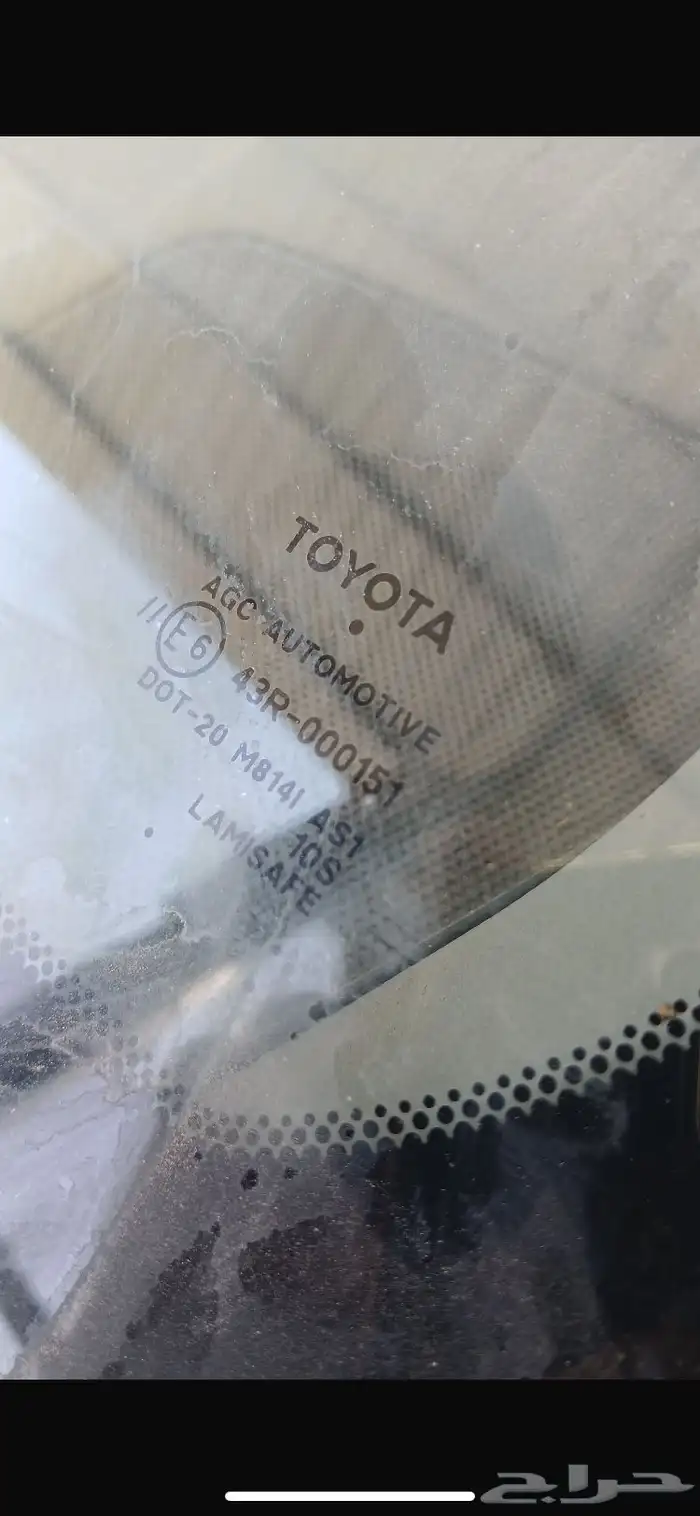 TOYOTA
AGC AUTOMOTIVE
// E6 43R-000151
DOT-20 M814I AS1
10S
LAMISAFE
حراج